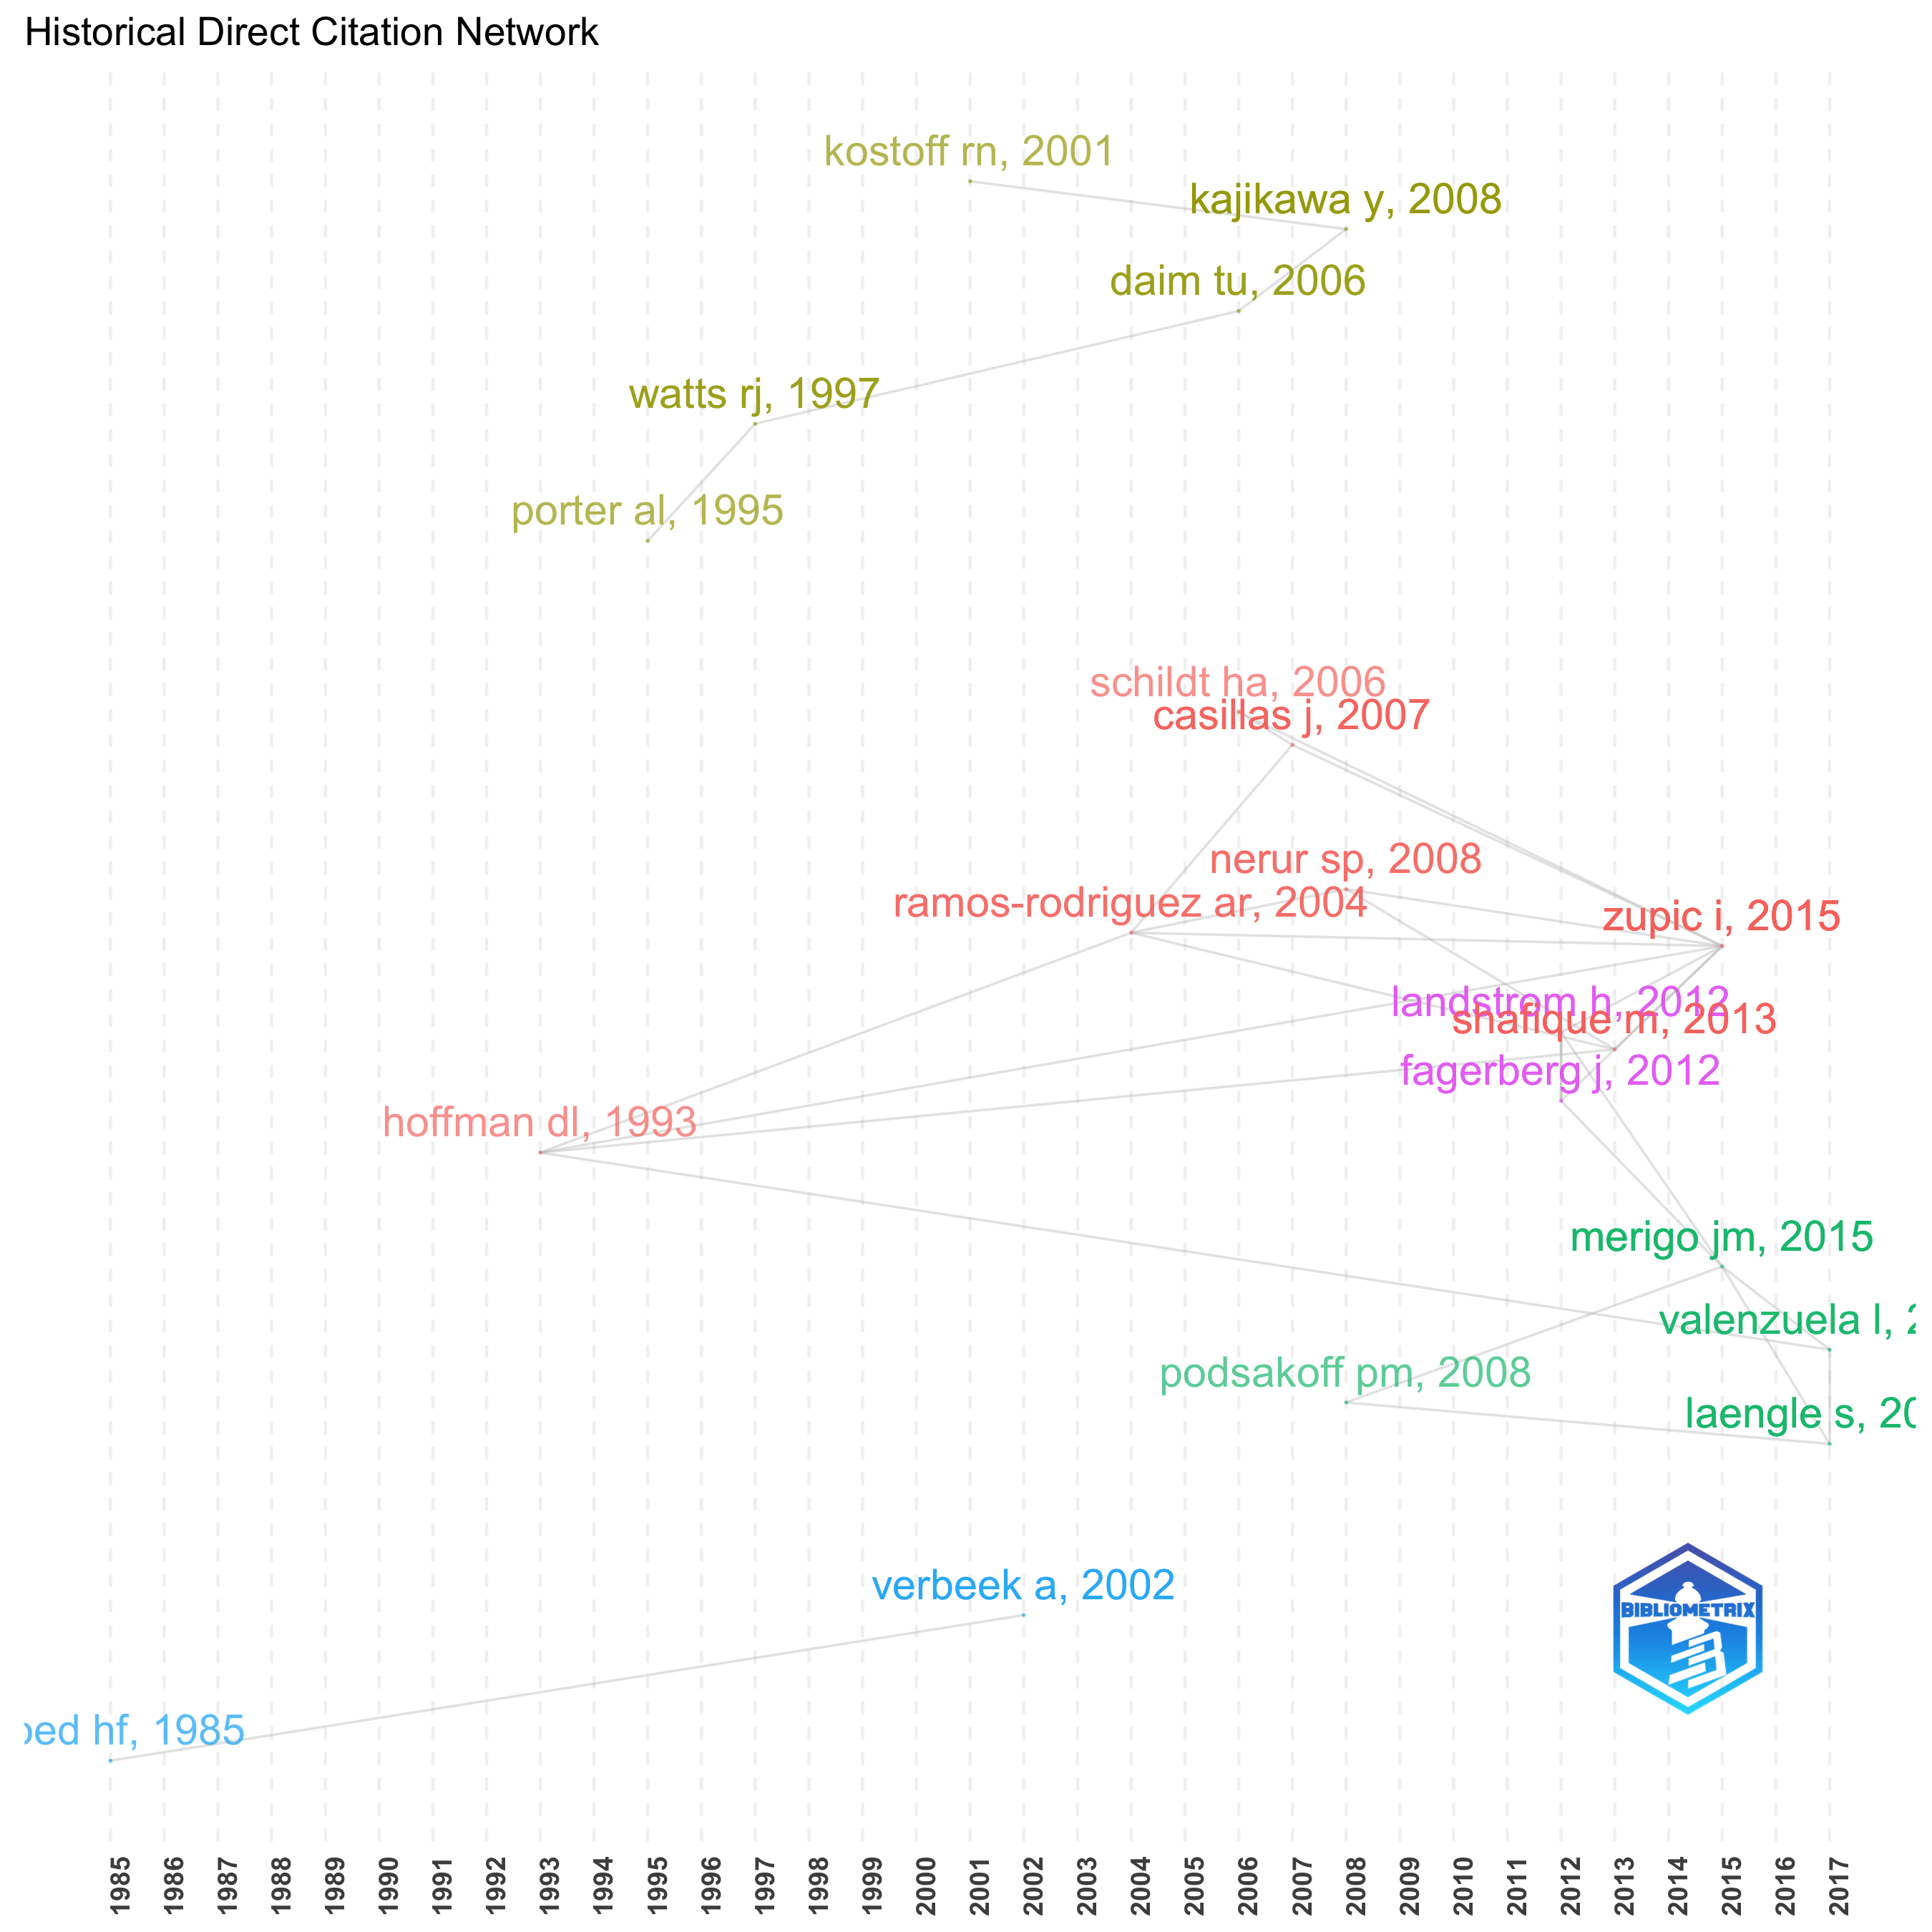 Historical Direct Citation Network
kostoff rn, 2001
kajikawa y, 2008
daim tu, 2006
watts rj, 1997
porter al, 1995
schildt ha, 2006
casillas j, 2007
nerur sp, 2008
ramos-rodriguez ar, 2004
zupic i, 2015
landstrom h, 2012
shafique m, 2013
fagerberg j, 2012
hoffman dl, 1993
merigo jm, 2015
valenzuela l,
podsakoff pm, 2008
laengle s,
verbeek a, 2002
BIBLIOMETRIX
hf, 1985
1985 1986 1987 1988 1989 1990 1991 1992 1993 1994 1995 1996 1997 1998 1999 2000 2001 2002 2003 2004 2005 2006 2007 2008 2009 2010 2011 2012 2013 2014 2015 2016 2017